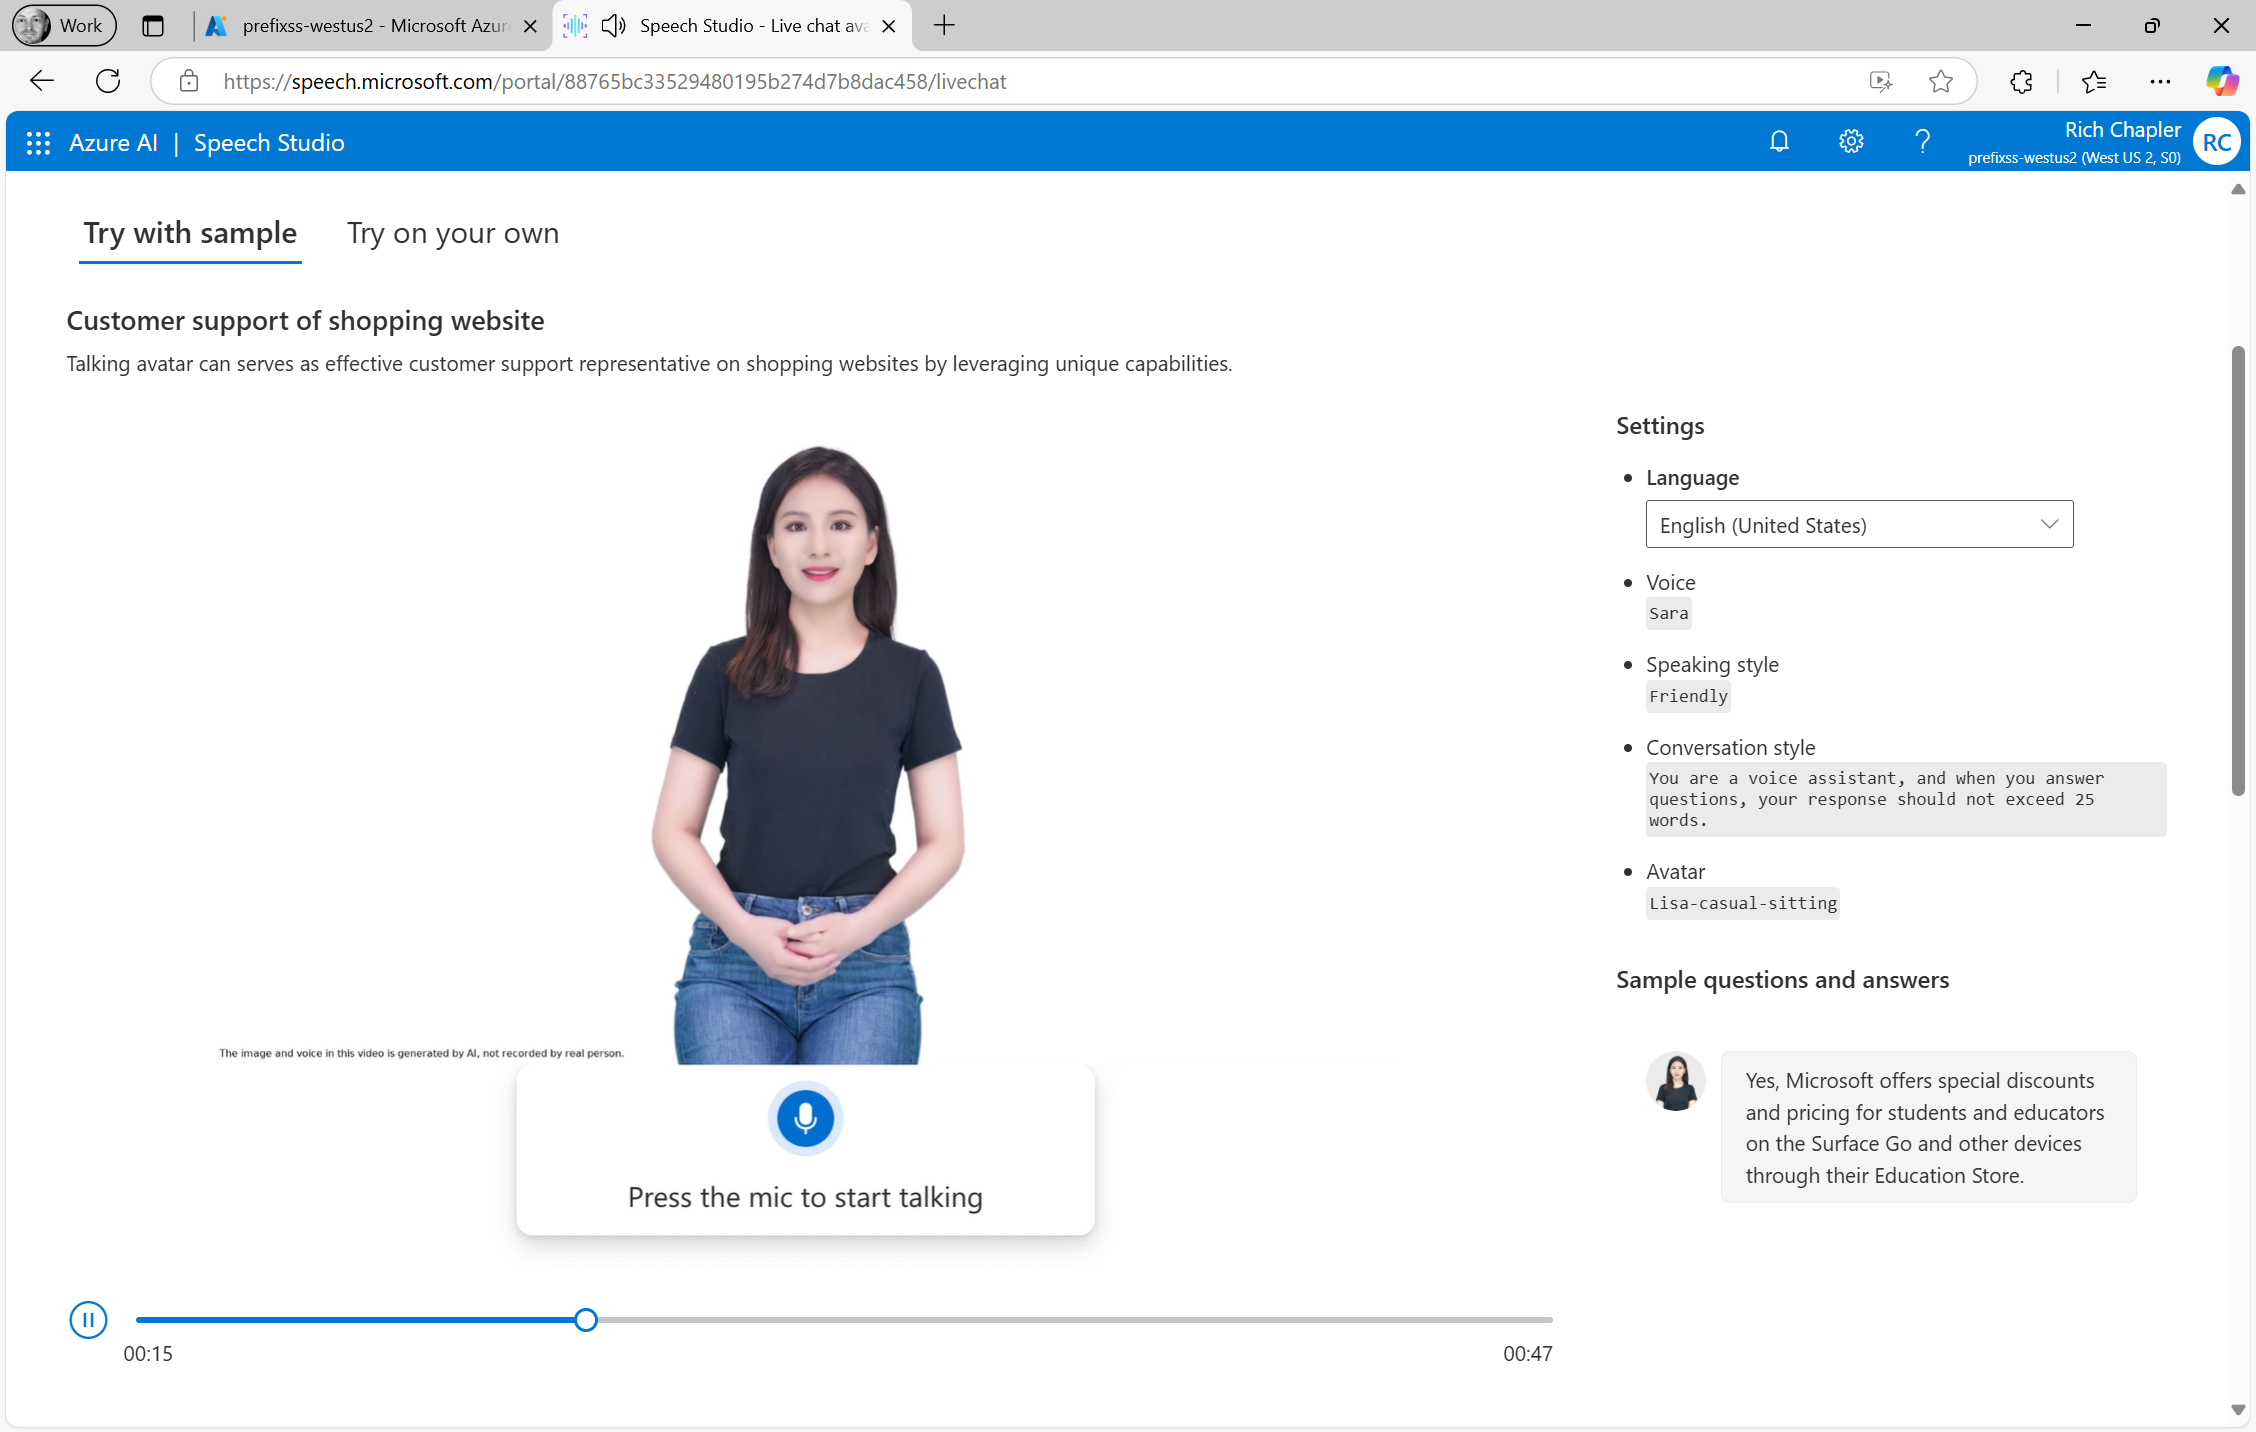 Work
prefixss-westus2 - Microsoft Azur
Speech Studio - Live chat ava
https://speech.microsoft.com/portal/88765bc33529480195b274d7b8dac458/livechat
Azure AI | Speech Studio
Rich Chapler
prefixss-westus2 (West US 2, S0)
RC
Try with sample
Try on your own
Customer support of shopping website
Talking avatar can serves as effective customer support representative on shopping websites by leveraging unique capabilities.
The image and voice in this video is generated by AI, not recorded by real person.
Press the mic to start talking
00:15
00:47
Settings
Language
English (United States)
Voice
Sara
Speaking style
Friendly
Conversation style
You are a voice assistant, and when you answer
questions, your response should not exceed 25
words.
Avatar
Lisa-casual-sitting
Sample questions and answers
Yes, Microsoft offers special discounts
and pricing for students and educators
on the Surface Go and other devices
through their Education Store.